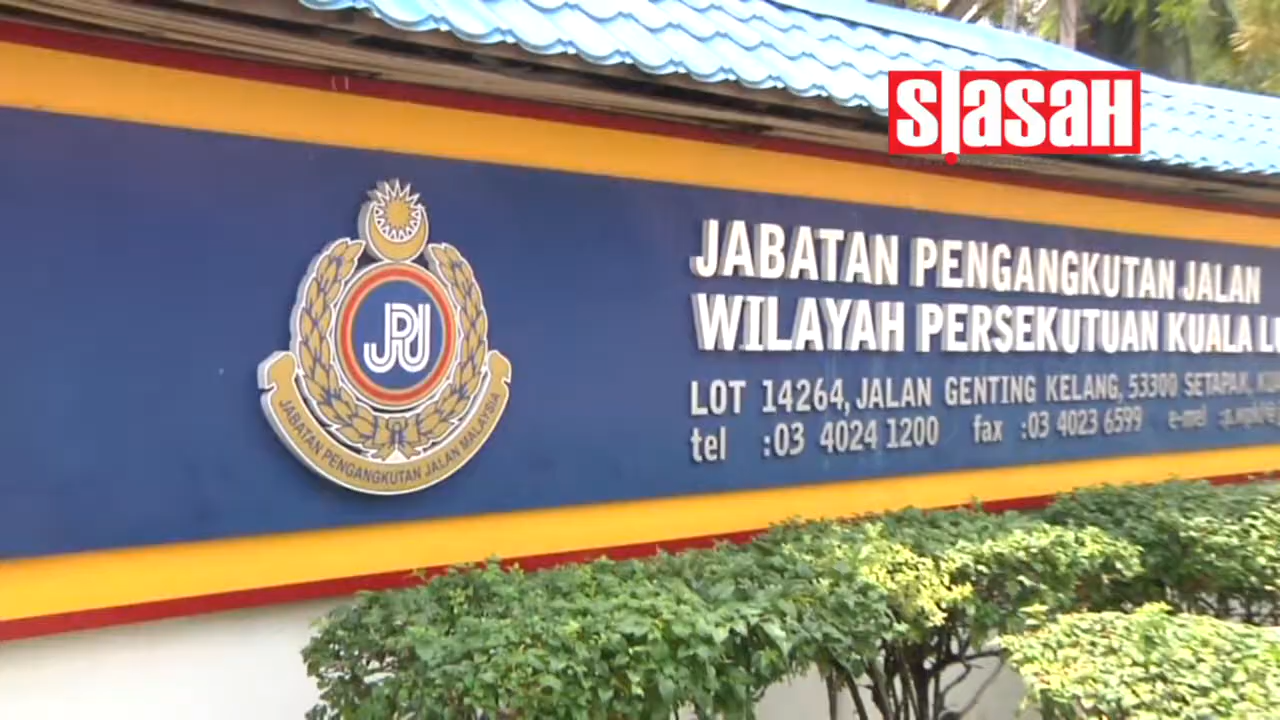 SIASAH
JABATAN PENGANGKUTAN JALAN
WILAYAH PERSEKUTUAN KUALA
LOT 14264, JALAN GENTING KELANG, 53300 SETAPAK,
tel :03 4024 1200 fax :03 4023 6599 e-mel
JPJ
JABATAN PENGANGKUTAN JALAN MALAYSIA